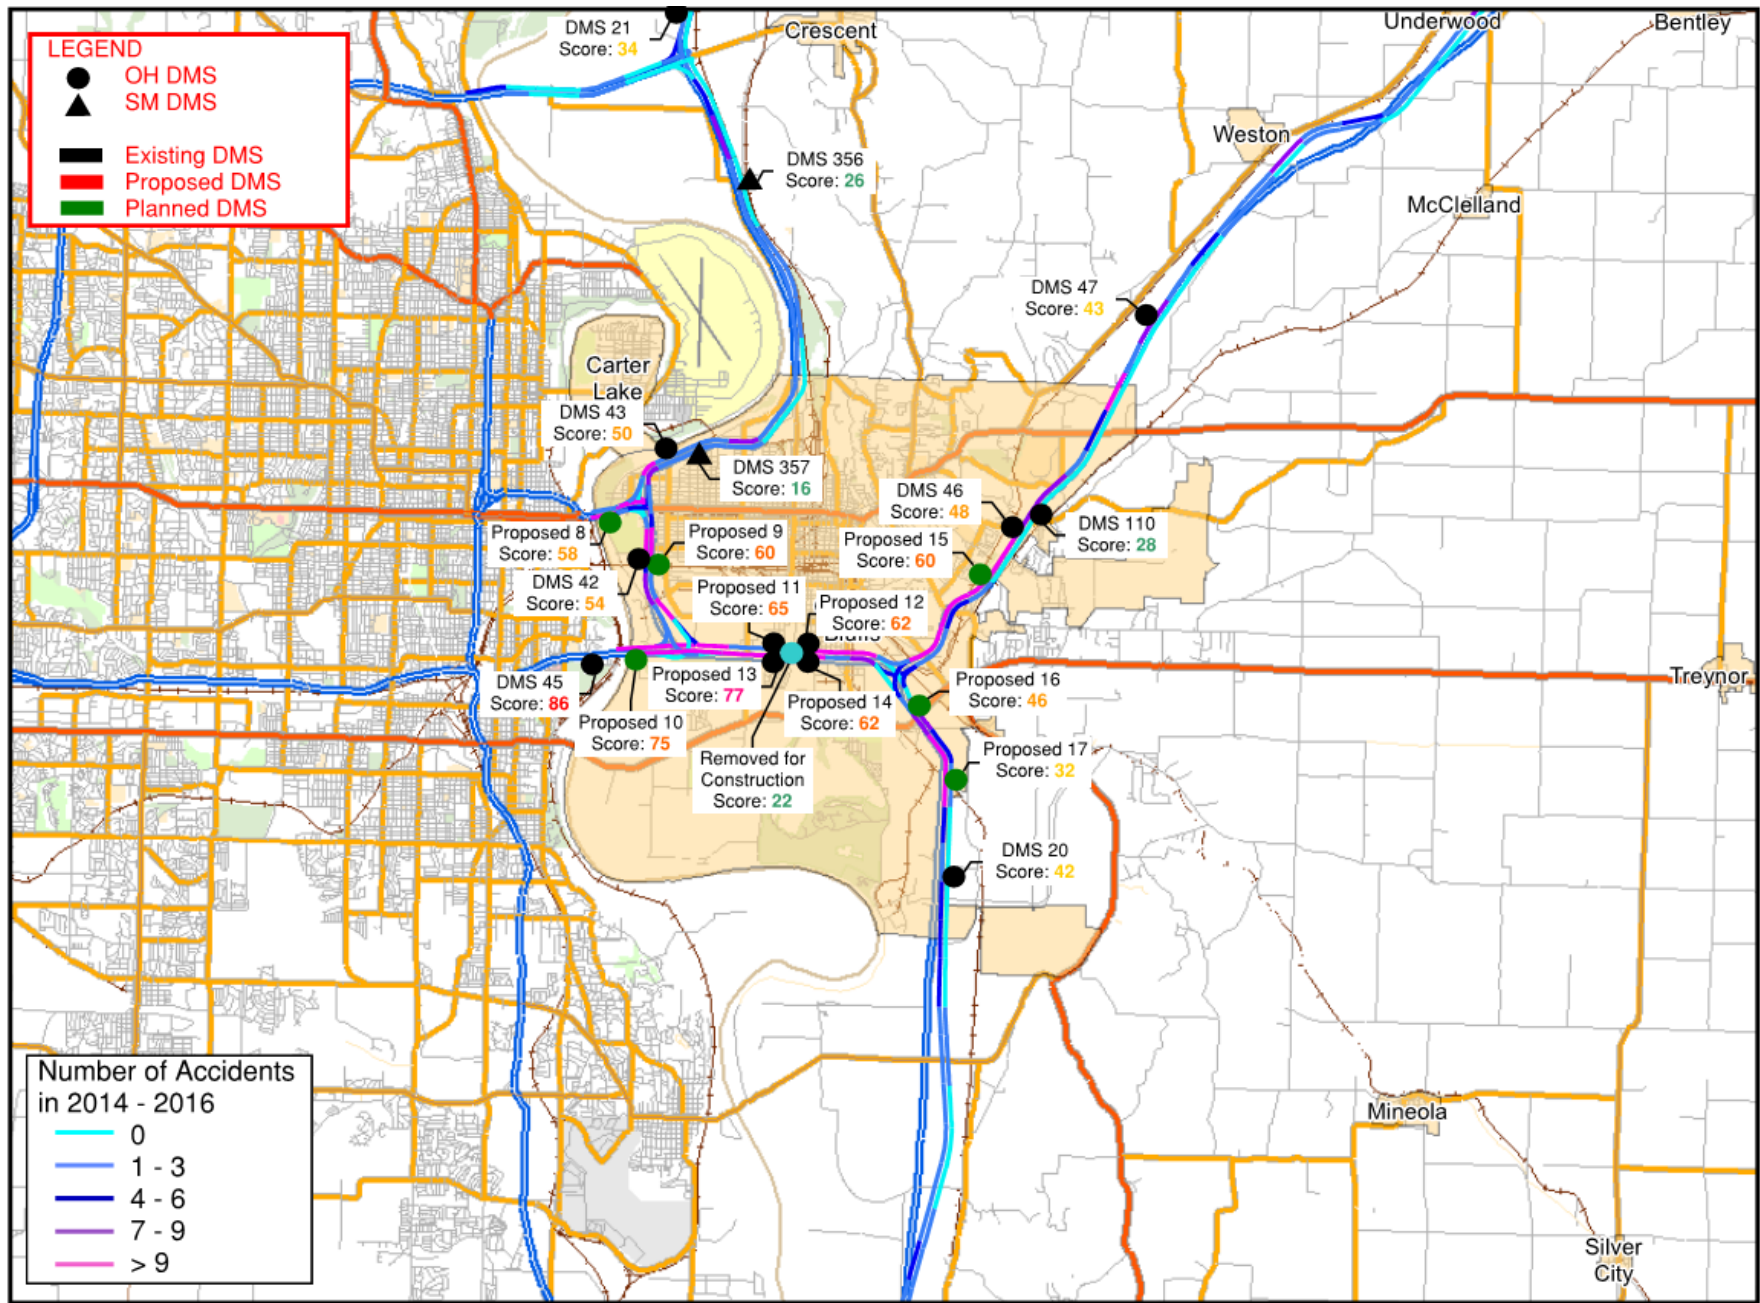 DMS 21
Score: 34
Crescent
Underwood
Bentley
LEGEND
OH DMS
SM DMS
Existing DMS
Proposed DMS
Planned DMS
Weston
DMS 356
Score: 26
McClelland
DMS 47
Score: 43
Carter
Lake
DMS 43
Score: 50
DMS 357
Score: 16
DMS 46
Score: 48
DMS 110
Score: 28
Proposed 8
Score: 58
Proposed 9
Score: 60
Proposed 15
Score: 60
DMS 42
Score: 54
Proposed 11
Score: 65
Proposed 12
Score: 62
DMS 45
Score: 86
Proposed 13
Score: 77
Proposed 14
Score: 62
Proposed 16
Score: 46
Treynor
Proposed 10
Score: 75
Removed for
Construction
Score: 22
Proposed 17
Score: 32
DMS 20
Score: 42
Number of Accidents
in 2014 - 2016
0
1 - 3
4 - 6
7 - 9
> 9
Mineola
Silver
City